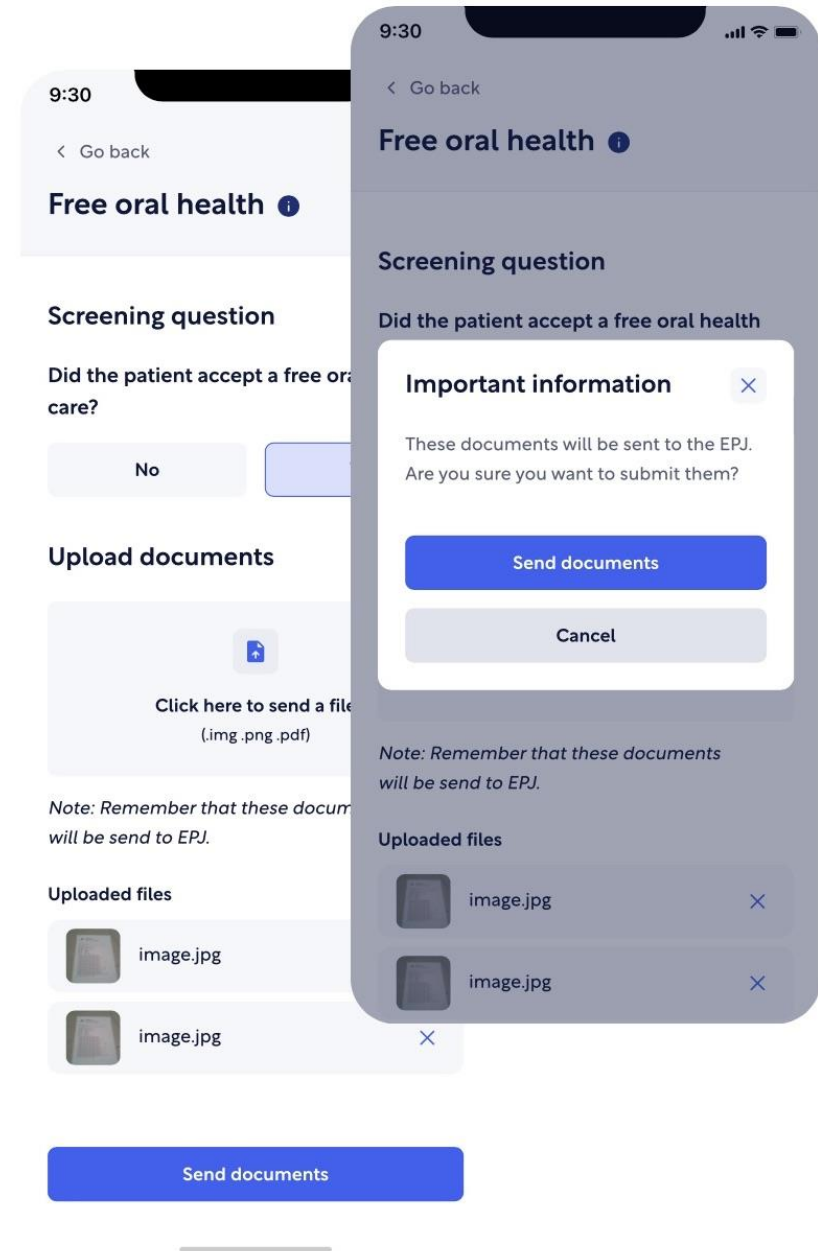 9:30
Go back
Free oral health
Screening question
Did the patient accept a free
care?
No
Upload documents
Click here to send a file
(.img .png .pdf)
Note: Remember that these
will be send to EPJ.
Uploaded files
image.jpg
image.jpg
Send documents
9:30
Go back
Free oral health
Screening question
Did the patient accept a free oral health
Important information
These documents will be sent to the EPJ.
Are you sure you want to submit them?
Send documents
Cancel
Note: Remember that these documents
will be send to EPJ.
Uploaded files
image.jpg
image.jpg